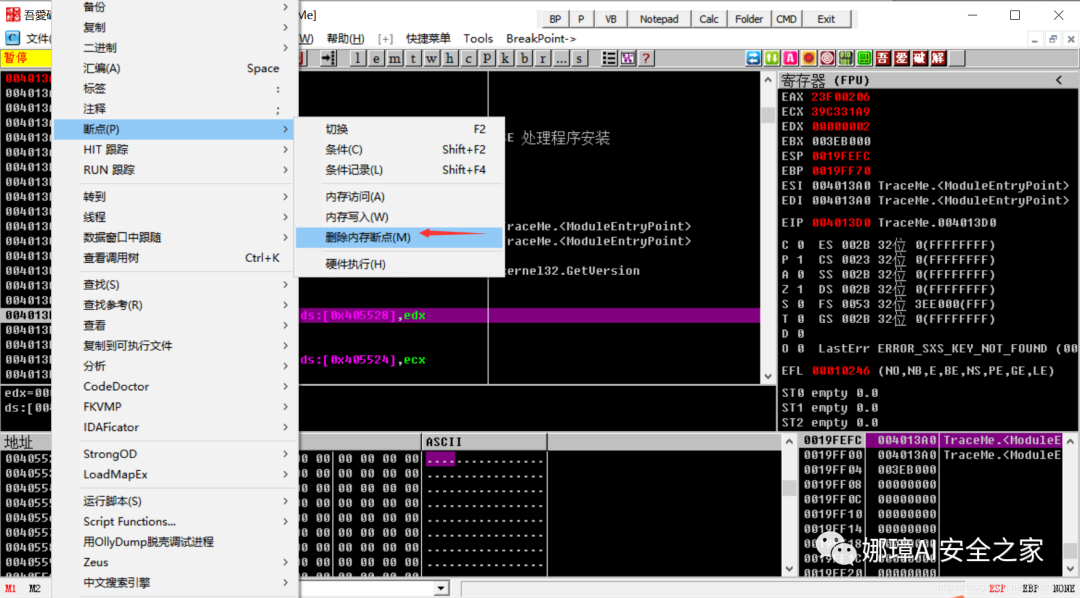 吾爱破
Me]
BP P VB Notepad Calc Folder CMD Exit
C 文件
W) 帮助(H) [+] 快捷菜单 Tools BreakPoint->
暂停
l e m t w h c p k b r ... s
?
吾 爱 破 解
备份
复制
二进制
汇编(A) Space
标签 :
注释 ;
断点(P)
HIT 跟踪
RUN 跟踪
转到
线程
数据窗口中跟随
查看调用树 Ctrl+K
查找(S)
查找参考(R)
查看
复制到可执行文件
分析
CodeDoctor
FKVMP
IDAFicator
StrongOD
LoadMapEx
运行脚本(S)
Script Functions...
用OllyDump脱壳调试进程
Zeus
中文搜索引擎
切换 F2
条件(C) Shift+F2
条件记录(L) Shift+F4
内存访问(A)
内存写入(W)
删除内存断点(M)
硬件执行(H)
SE 处理程序安装
raceMe.<ModuleEntryPoint>
raceMe.<ModuleEntryPoint>
ernel32.GetVersion
ds:[0x405528],edx
ds:[0x405524],ecx
edx=00
ds:[00
寄存器 (FPU) <
EAX 23F00206
ECX 39C331A9
EDX 00000002
EBX 003EB000
ESP 0019FEFC
EBP 0019FF70
ESI 004013A0 TraceMe.<ModuleEntryPoint>
EDI 004013A0 TraceMe.<ModuleEntryPoint>
EIP 004013D0 TraceMe.004013D0
C 0 ES 002B 32位 0(FFFFFFFF)
P 1 CS 0023 32位 0(FFFFFFFF)
A 0 SS 002B 32位 0(FFFFFFFF)
Z 1 DS 002B 32位 0(FFFFFFFF)
S 0 FS 0053 32位 3EE000(FFF)
T 0 GS 002B 32位 0(FFFFFFFF)
D 0
O 0 LastErr ERROR_SXS_KEY_NOT_FOUND (00
EFL 00010246 (NO,NB,E,BE,NS,PE,GE,LE)
ST0 empty 0.0
ST1 empty 0.0
ST2 empty 0.0
地址
ASCII
0019FEFC 004013A0 TraceMe.<ModuleE
0019FF00 004013A0 TraceMe.<ModuleE
0019FF04 003EB000
0019FF08 00000000
0019FF0C 00000000
0019FF10 00000000
0019FF14 00000000
娜璋AI安全之家
M1 M2
ESP EBP NONE